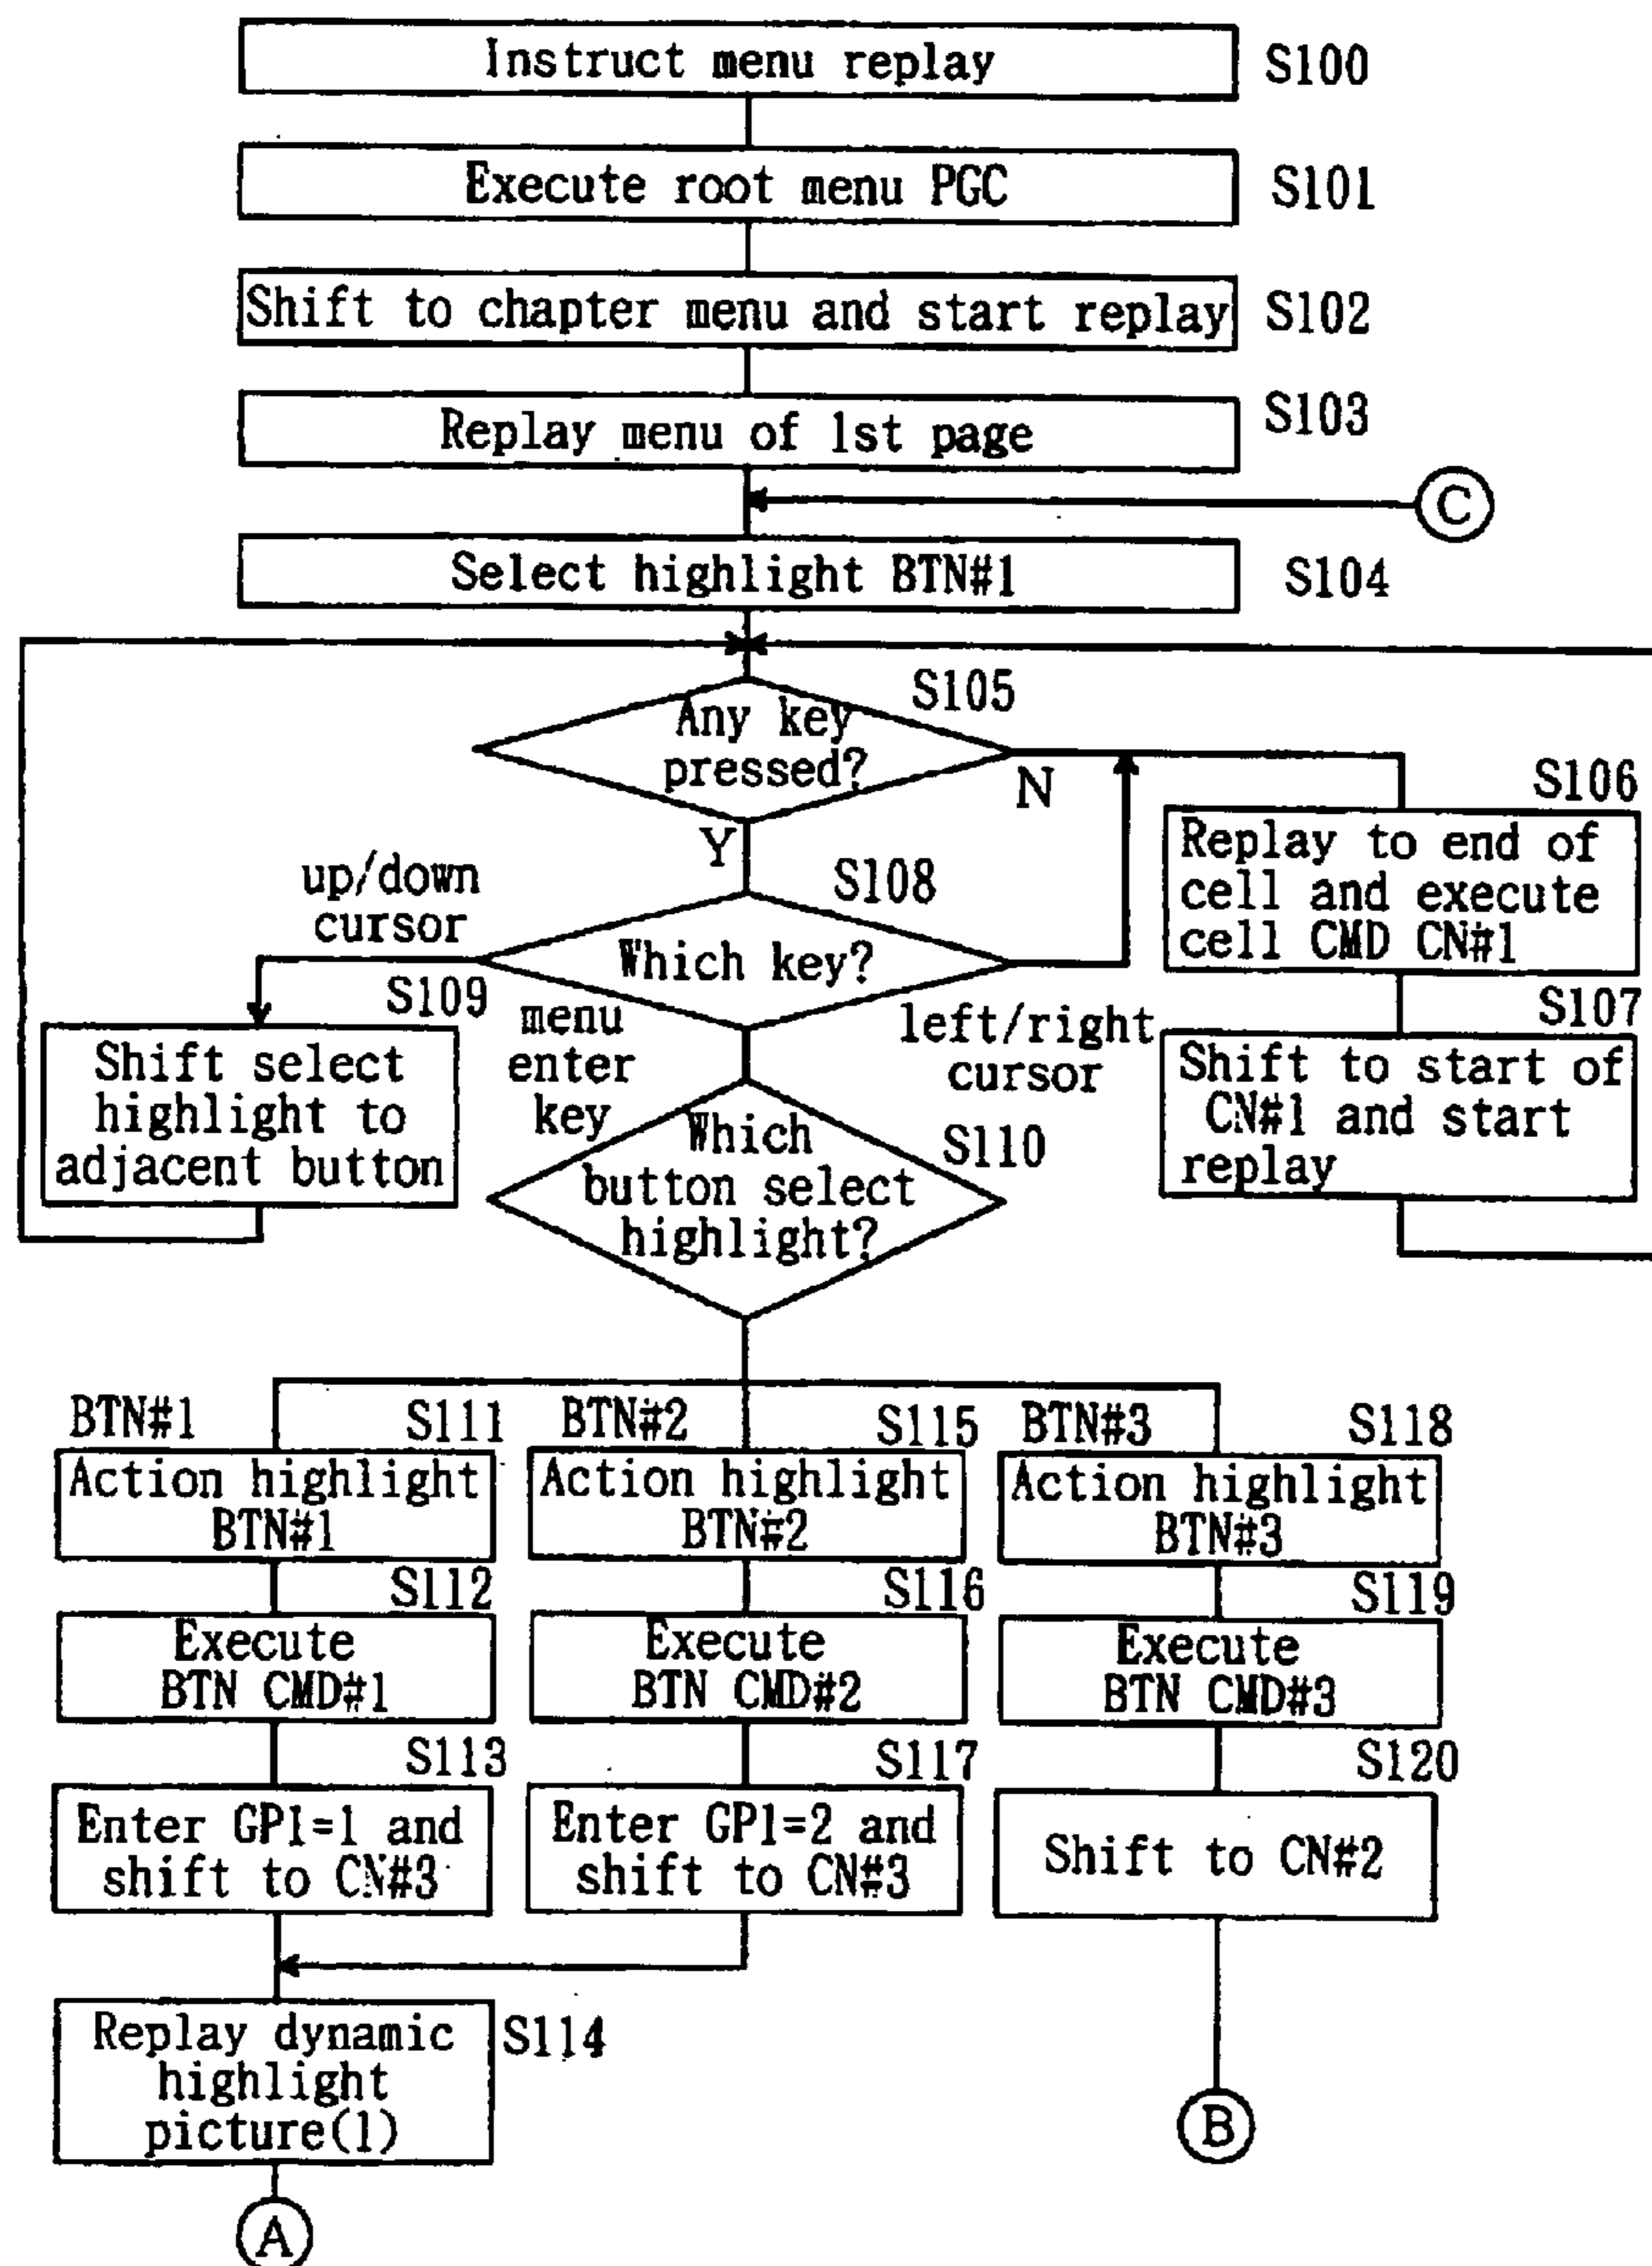 Instruct menu replay
S100
Execute root menu PGC
S101
Shift to chapter menu and start replay
S102
Replay menu of 1st page
S103
C
Select highlight BTN#1
S104
S105
Any key
pressed?
N
Y
S106
Replay to end of
cell and execute
cell CMD CN#1
S107
Shift to start of
CN#1 and start
replay
S108
Which key?
up/down
cursor
S109
Shift select
highlight to
adjacent button
menu
enter
key
left/right
cursor
S110
Which
button select
highlight?
BTN#1
S111
Action highlight
BTN#1
S112
Execute
BTN CMD#1
S113
Enter GP1=1 and
shift to CN#3
BTN#2
S115
Action highlight
BTN#2
S116
Execute
BTN CMD#2
S117
Enter GP1=2 and
shift to CN#3
BTN#3
S118
Action highlight
BTN#3
S119
Execute
BTN CMD#3
S120
Shift to CN#2
Replay dynamic
highlight
picture(1)
S114
B
A